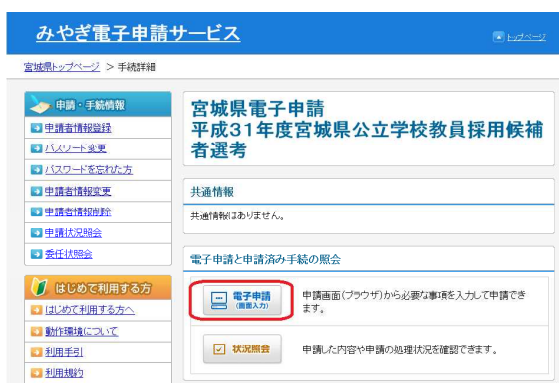 みやぎ電子申請サービス
トップページ
宮城県トップページ > 手続詳細
申請・手続情報
申請者情報登録
パスワード変更
パスワードを忘れた方
申請者情報変更
申請者情報削除
申請状況照会
委任状照会
はじめて利用する方
はじめて利用する方へ
動作環境について
利用手引
利用規約
宮城県電子申請
平成31年度宮城県公立学校教員採用候補
者選考
共通情報
共通情報はありません。
電子申請と申請済み手続の照会
電子申請
(画面入力)
申請画面(ブラウザ)から必要な事項を入力して申請でき
ます。
状況照会
申請した内容や申請の処理状況を確認できます。